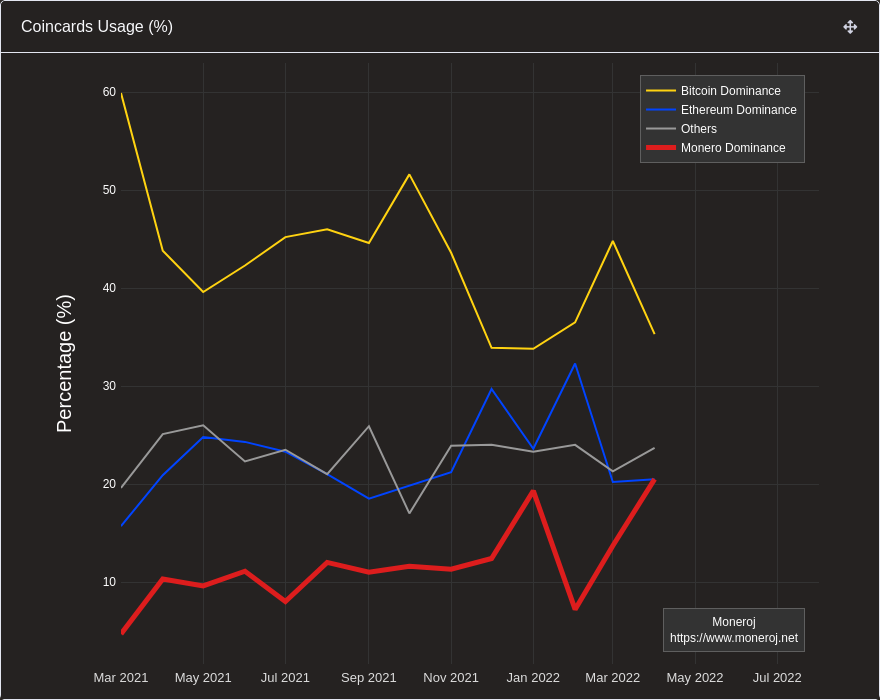 Coincards Usage (%)
Percentage (%)
60
50
40
30
20
10
Bitcoin Dominance
Ethereum Dominance
Others
Monero Dominance
Moneroj
https://www.moneroj.net
Mar 2021 May 2021 Jul 2021 Sep 2021 Nov 2021 Jan 2022 Mar 2022 May 2022 Jul 2022